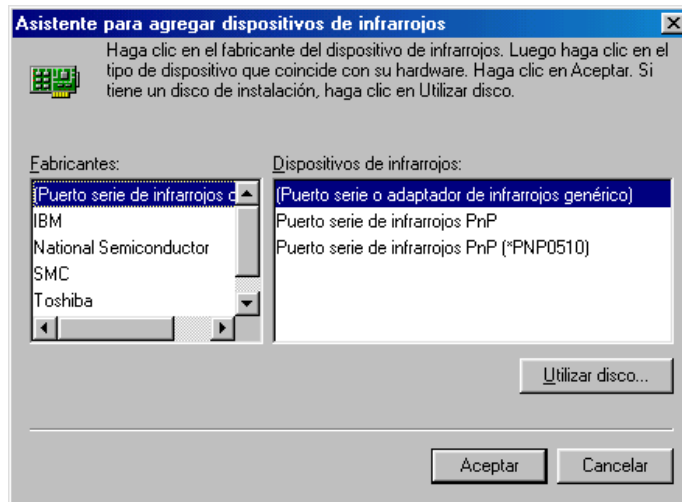 Asistente para agregar dispositivos de infrarrojos
Haga clic en el fabricante del dispositivo de infrarrojos. Luego haga clic en el
tipo de dispositivo que coincide con su hardware. Haga clic en Aceptar. Si
tiene un disco de instalación, haga clic en Utilizar disco.
Fabricantes:
(Puerto serie de infrarrojos
IBM
National Semiconductor
SMC
Toshiba
Dispositivos de infrarrojos:
(Puerto serie o adaptador de infrarrojos genérico)
Puerto serie de infrarrojos PnP
Puerto serie de infrarrojos PnP (*PNP0510)
Utilizar disco...
Aceptar
Cancelar